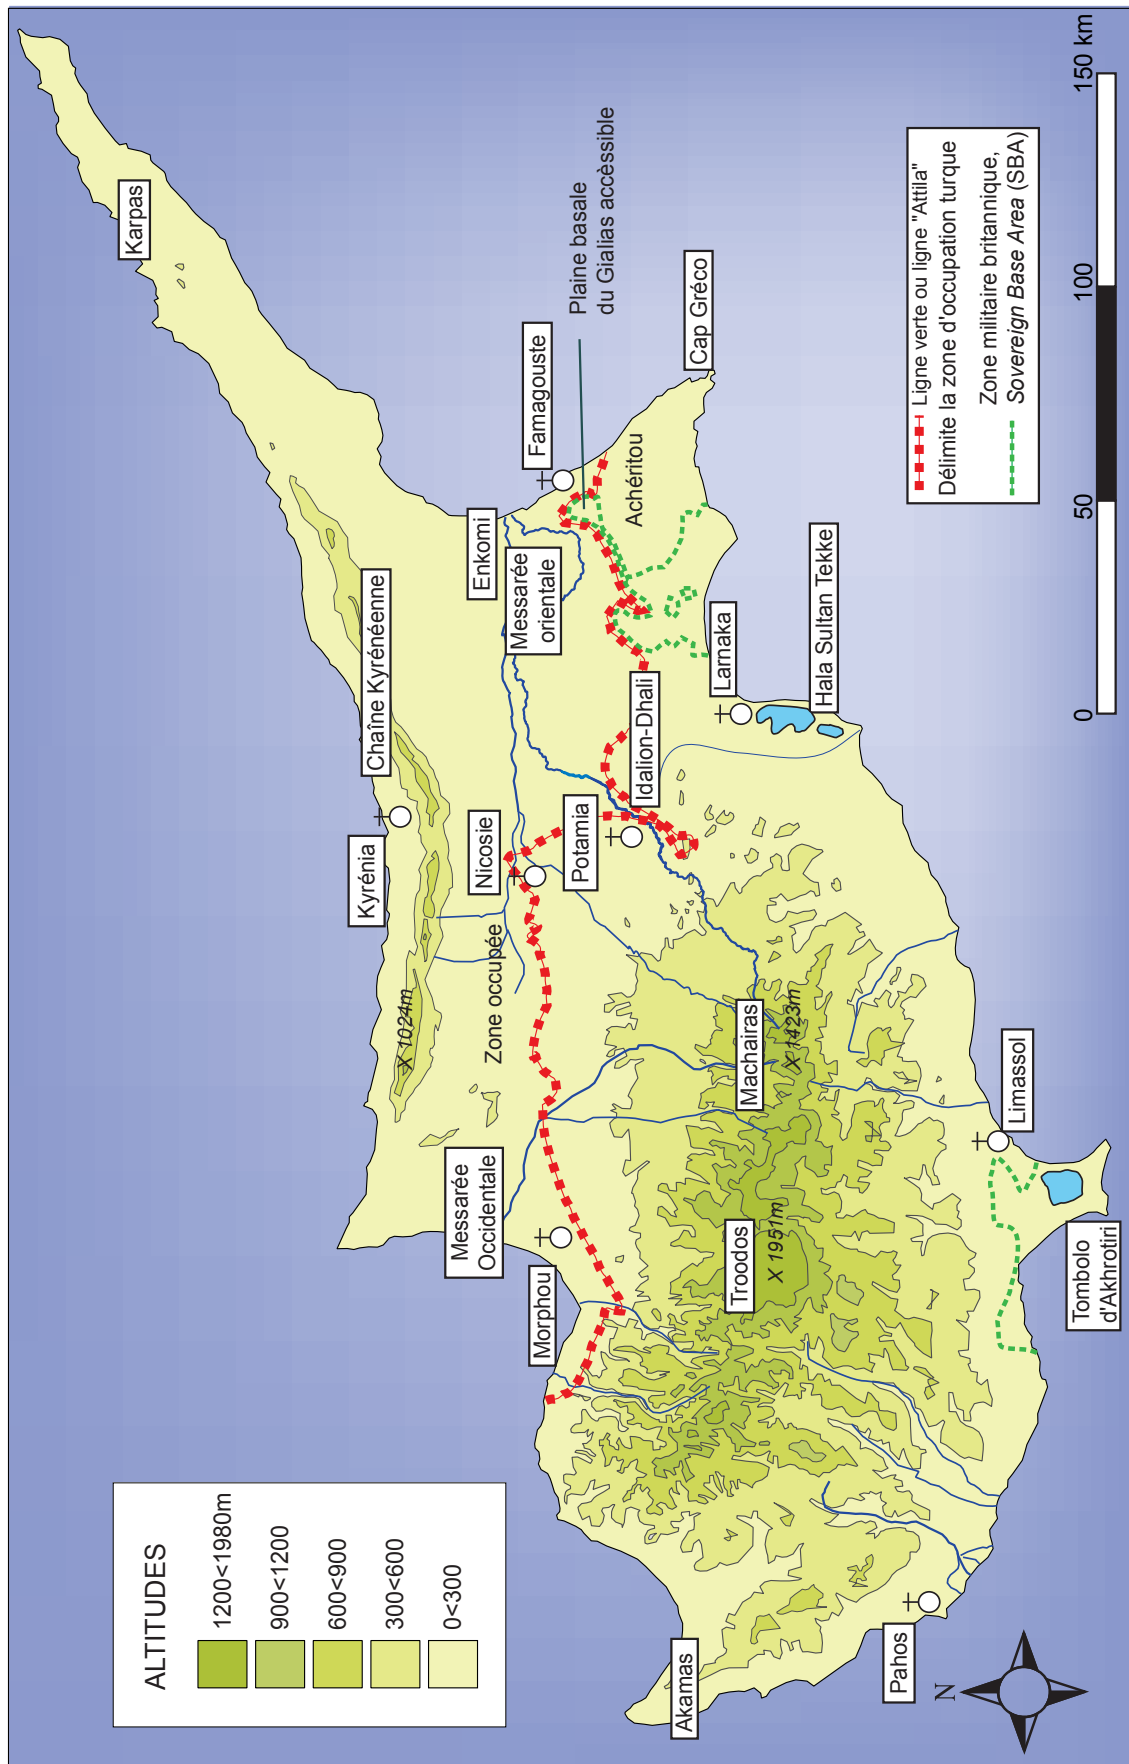 ALTITUDES
1200<1980m
900<1200
600<900
300<600
0<300
Karpas
Chaîne Kyrénéenne
Kyrénia
X 1024m
Zone occupée
Nicosie
Enkomi
Famagouste
Messarée
orientale
Plaine basale
du Gialias accèssible
Achéritou
Cap Gréco
Messarée
Occidentale
Morphou
Potamia
Idalion-Dhali
Larnaka
Hala Sultan Tekke
Machairas
X 1423m
Troodos
X 1951m
Limassol
Tombolo
d'Akhrotiri
Akamas
Pahos
N
Ligne verte ou ligne "Attila"
Délimite la zone d'occupation turque
Zone militaire britannique,
Sovereign Base Area (SBA)
0 50 100 150 km